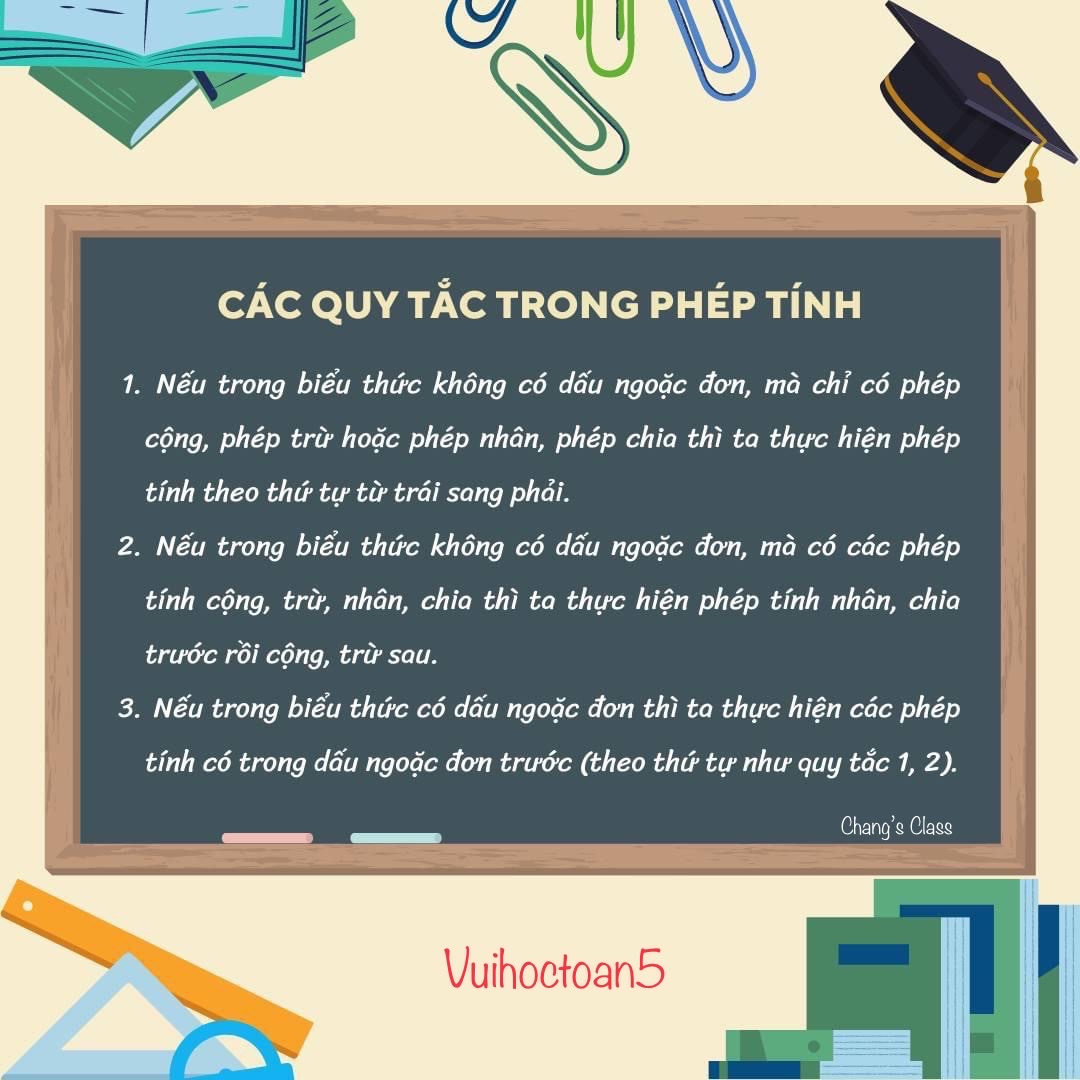 CÁC QUY TẮC TRONG PHÉP TÍNH
1. Nếu trong biểu thức không có dấu ngoặc đơn, mà chỉ có phép
cộng, phép trừ hoặc phép nhân, phép chia thì ta thực hiện phép
tính theo thứ tự từ trái sang phải.
2. Nếu trong biểu thức không có dấu ngoặc đơn, mà có các phép
tính cộng, trừ, nhân, chia thì ta thực hiện phép tính nhân, chia
trước rồi cộng, trừ sau.
3. Nếu trong biểu thức có dấu ngoặc đơn thì ta thực hiện các phép
tính có trong dấu ngoặc đơn trước (theo thứ tự như quy tắc 1, 2).
Chang's Class
Vuihoctoan5